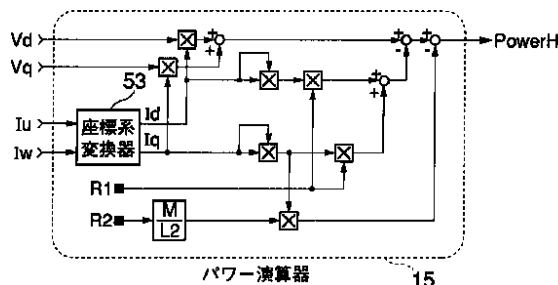 Vd
Vq
53
Iu
Iw
座標系
変換器
Id
Iq
R1
R2
M
L2
+
+
+
+
+
-
+
-
PowerH
パワー演算器
15